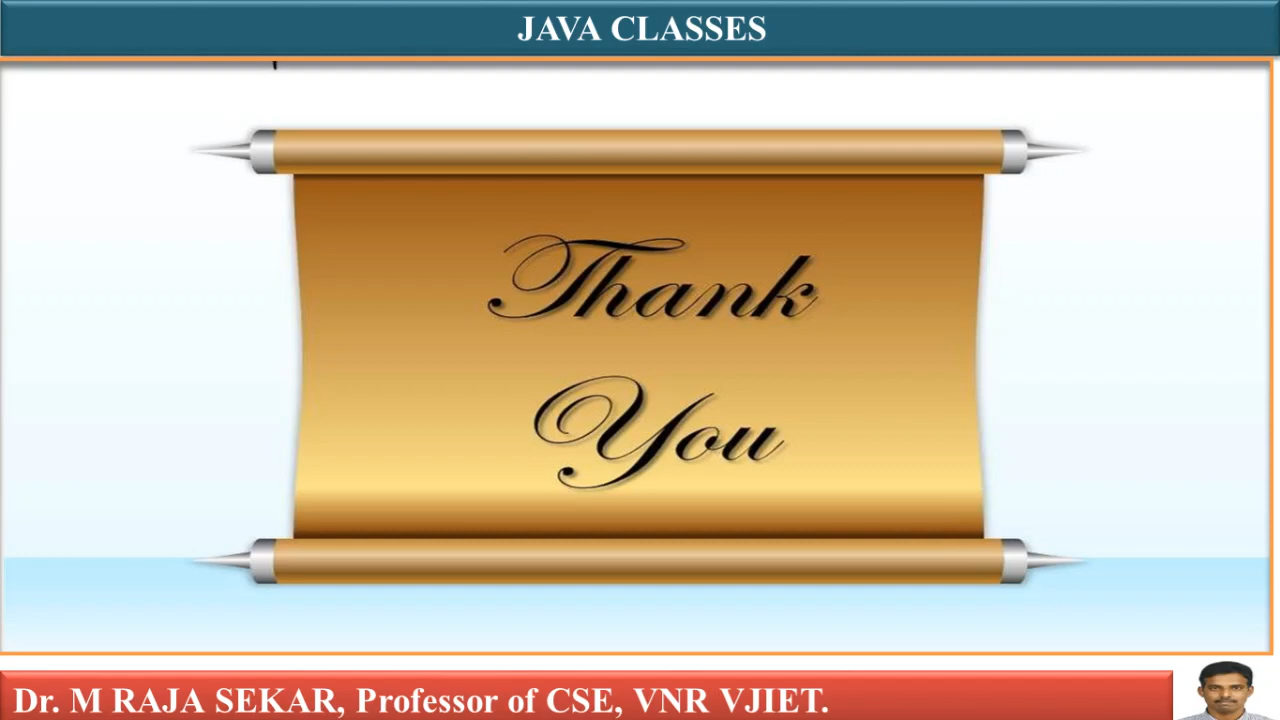 JAVA CLASSES
Thank
You
Dr. M RAJA SEKAR, Professor of CSE, VNR VJIET.